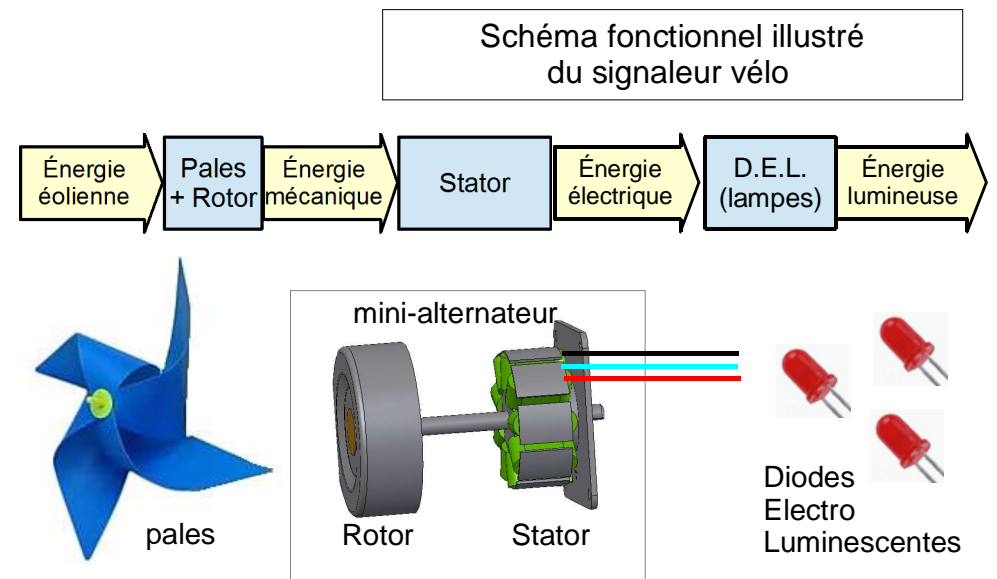 Schéma fonctionnel illustré
du signaleur vélo
Énergie
éolienne
Pales
+ Rotor
Énergie
mécanique
Stator
Énergie
électrique
D.E.L.
(lampes)
Énergie
lumineuse
mini-alternateur
pales
Rotor
Stator
Diodes
Electro
Luminescentes